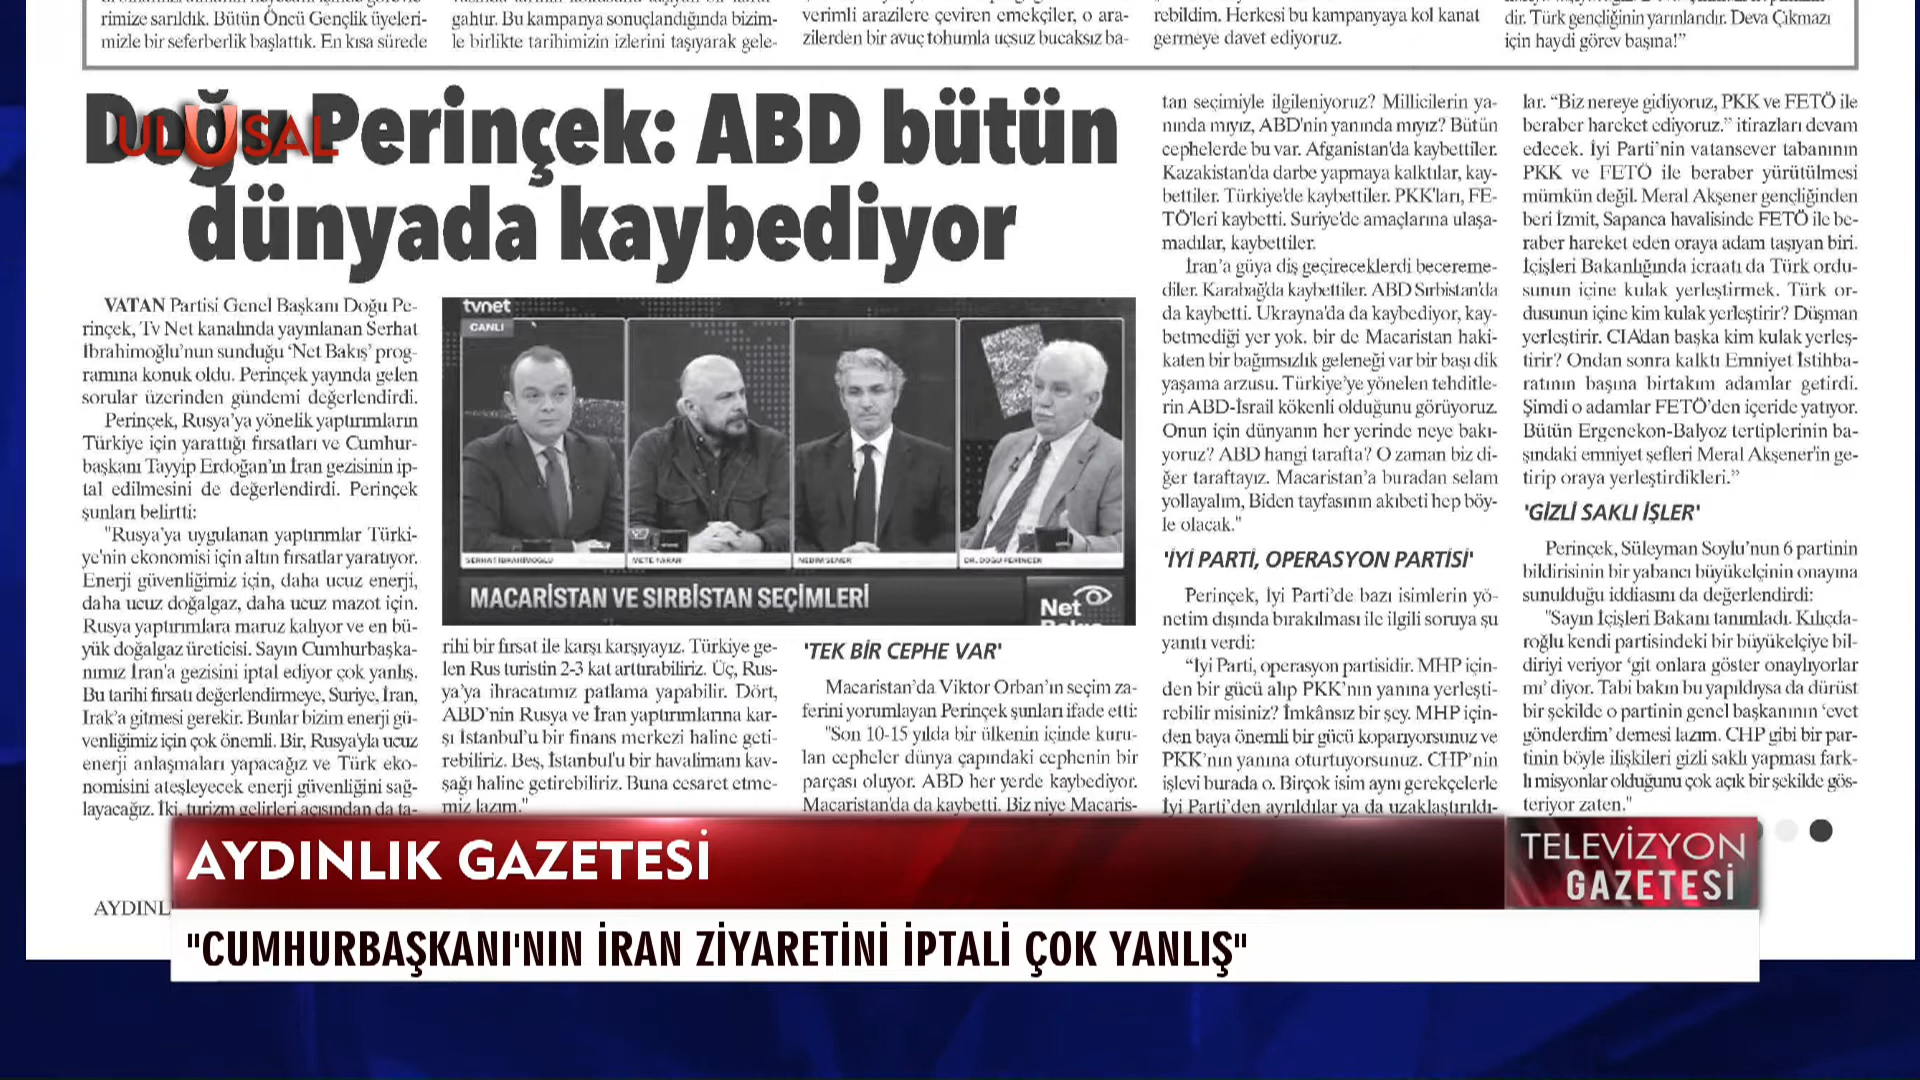 rimize sarıldık. Bütün Öncü Gençlik üyeleri-
mizle bir seferberlik başlattık. En kısa sürede
gahtır. Bu kampanya sonuçlandığında bizim-
le birlikte tarihimizin izlerini taşıyarak gele-
verimli arazilere çeviren emekçiler, o ara-
zilerden bir avuç tohumla uçsuz bucaksız ba-
rebildim. Herkesi bu kampanyaya kol kanat
germeye davet ediyoruz.
dir. Türk gençliğinin yarınlarıdır. Deva Çıkmazı
için haydi görev başına!”
ULUSAL
Doğu Perinçek: ABD bütün
dünyada kaybediyor
VATAN Partisi Genel Başkanı Doğu Pe-
rinçek, Tv Net kanalında yayınlanan Serhat
İbrahimoğlu’nun sunduğu ‘Net Bakış’ prog-
ramına konuk oldu. Perinçek yayında gelen
sorular üzerinden gündemi değerlendirdi.
Perinçek, Rusya’ya yönelik yaptırımların
Türkiye için yarattığı fırsatları ve Cumhur-
başkanı Tayyip Erdoğan’ın İran gezisinin ip-
tal edilmesini de değerlendirdi. Perinçek
şunları belirtti:
"Rusya’ya uygulanan yaptırımlar Türki-
ye'nin ekonomisi için altın fırsatlar yaratıyor.
Enerji güvenliğimiz için, daha ucuz enerji,
daha ucuz doğalgaz, daha ucuz mazot için.
Rusya yaptırımlara maruz kalıyor ve en bü-
yük doğalgaz üreticisi. Sayın Cumhurbaşka-
nımız İran'a gezisini iptal ediyor çok yanlış.
Bu tarihi fırsatı değerlendirmeye, Suriye, İran,
Irak’a gitmesi gerekir. Bunlar bizim enerji gü-
venliğimiz için çok önemli. Bir, Rusya'yla ucuz
enerji anlaşmaları yapacağız ve Türk eko-
nomisini ateşleyecek enerji güvenliğini sağ-
layacağız. İki, turizm gelirleri açısından da ta-
tvnet
CANLI
SERHAT İBRAHİMOĞLU
METE YARAR
NEDİM ŞENER
DR. DOĞU PERİNÇEK
MACARİSTAN VE SIRBİSTAN SEÇİMLERİ
Net
Bakış
rihi bir fırsat ile karşı karşıyayız. Türkiye ge-
len Rus turistin 2-3 kat arttırabiliriz. Üç, Rus-
ya’ya ihracatımız patlama yapabilir. Dört,
ABD’nin Rusya ve İran yaptırımlarına kar-
şı İstanbul’u bir finans merkezi haline geti-
rebiliriz. Beş, İstanbul'u bir havalimanı kav-
şağı haline getirebiliriz. Buna cesaret etme-
miz lazım."
'TEK BİR CEPHE VAR'
Macaristan’da Viktor Orban’ın seçim za-
ferini yorumlayan Perinçek şunları ifade etti:
"Son 10-15 yılda bir ülkenin içinde kuru-
lan cepheler dünya çapındaki cephenin bir
parçası oluyor. ABD her yerde kaybediyor.
Macaristan'da da kaybetti. Biz niye Macaris-
tan seçimiyle ilgileniyoruz? Millicilerin ya-
nında mıyız, ABD'nin yanında mıyız? Bütün
cephelerde bu var. Afganistan'da kaybettiler.
Kazakistan'da darbe yapmaya kalktılar, kay-
bettiler. Türkiye'de kaybettiler. PKK'ları, FE-
TÖ'leri kaybetti. Suriye'de amaçlarına ulaşa-
madılar, kaybettiler.
İran’a güya diş geçireceklerdi becereme-
diler. Karabağ'da kaybettiler. ABD Sırbistan'da
da kaybetti. Ukrayna'da da kaybediyor, kay-
betmediği yer yok. bir de Macaristan haki-
katen bir bağımsızlık geleneği var bir başı dik
yaşama arzusu. Türkiye’ye yönelen tehditle-
rin ABD-İsrail kökenli olduğunu görüyoruz.
Onun için dünyanın her yerinde neye bakı-
yoruz? ABD hangi tarafta? O zaman biz di-
ğer taraftayız. Macaristan’a buradan selam
yollayalım, Biden tayfasının akıbeti hep böy-
le olacak."
'İYİ PARTİ, OPERASYON PARTİSİ'
Perinçek, İyi Parti’de bazı isimlerin yö-
netim dışında bırakılması ile ilgili soruya şu
yanıtı verdi:
“İyi Parti, operasyon partisidir. MHP için-
den bir gücü alıp PKK’nın yanına yerleşti-
rebilir misiniz? İmkânsız bir şey. MHP için-
den baya önemli bir gücü koparıyorsunuz ve
PKK’nın yanına oturtuyorsunuz. CHP’nin
işlevi burada o. Birçok isim aynı gerekçelerle
İyi Parti’den ayrıldılar ya da uzaklaştırıldı-
lar. “Biz nereye gidiyoruz, PKK ve FETÖ ile
beraber hareket ediyoruz.” itirazları devam
edecek. İyi Parti’nin vatansever tabanının
PKK ve FETÖ ile beraber yürütülmesi
mümkün değil. Meral Akşener gençliğinden
beri İzmit, Sapanca havalisinde FETÖ ile be-
raber hareket eden oraya adam taşıyan biri.
İçişleri Bakanlığında icraatı da Türk ordu-
sunun içine kulak yerleştirmek. Türk or-
dusunun içine kim kulak yerleştirir? Düşman
yerleştirir. CIA'dan başka kim kulak yerleş-
tirir? Ondan sonra kalktı Emniyet İstihba-
ratının başına birtakım adamlar getirdi.
Şimdi o adamlar FETÖ’den içeride yatıyor.
Bütün Ergenekon-Balyoz tertiplerinin ba-
şındaki emniyet şefleri Meral Akşener'in ge-
tirip oraya yerleştirdikleri.”
'GİZLİ SAKLI İŞLER'
Perinçek, Süleyman Soylu’nun 6 partinin
bildirisinin bir yabancı büyükelçinin onayına
sunulduğu iddiasını da değerlendirdi:
"Sayın İçişleri Bakanı tanımladı. Kılıçda-
roğlu kendi partisindeki bir büyükelçiye bil-
diriyi veriyor ‘git onlara göster onaylıyorlar
mı’ diyor. Tabi bakın bu yapıldıysa da dürüst
bir şekilde o partinin genel başkanının ‘evet
gönderdim’ demesi lazım. CHP gibi bir par-
tinin böyle ilişkileri gizli saklı yapması fark-
lı misyonlar olduğunu çok açık bir şekilde gös-
teriyor zaten."
AYDINLIK GAZETESİ
TELEVİZYON
GAZETESİ
AYDINL
"CUMHURBAŞKANI'NIN İRAN ZİYARETİNİ İPTALİ ÇOK YANLIŞ"